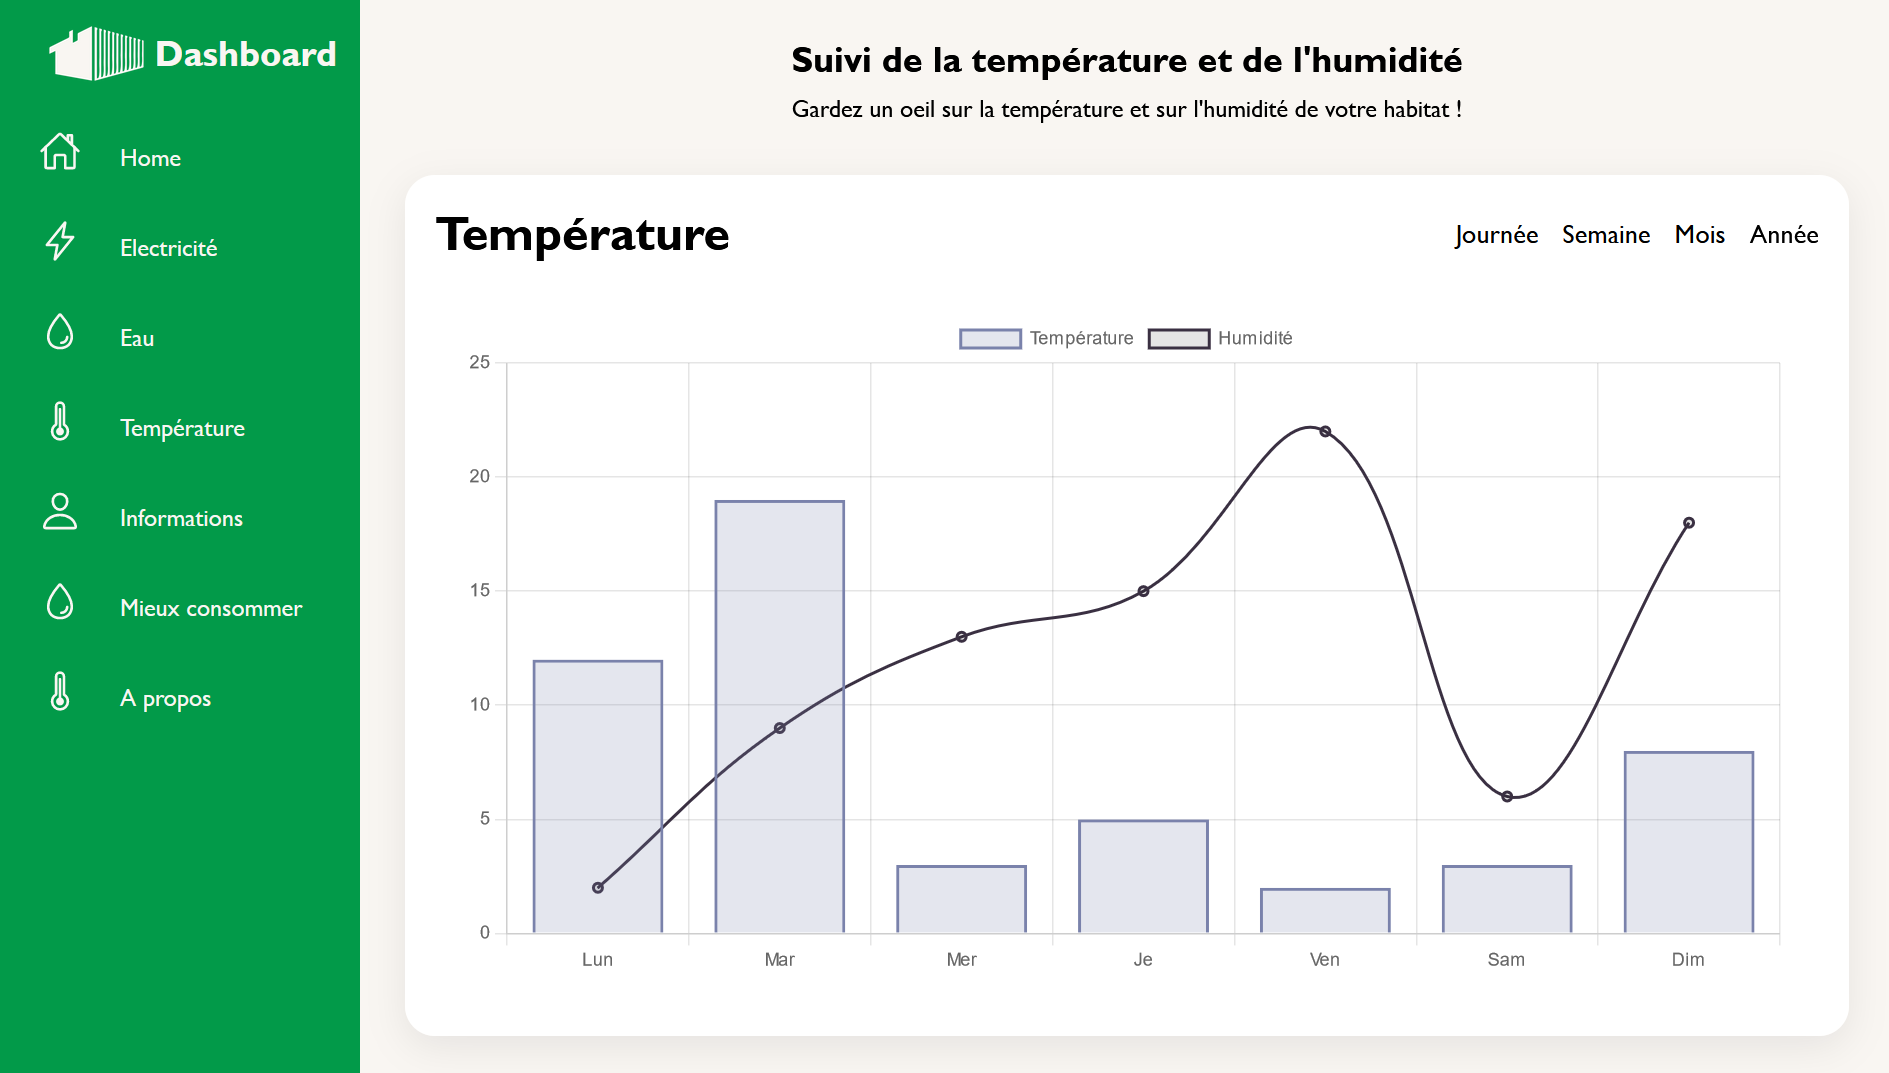 Dashboard
Home
Electricité
Eau
Température
Informations
Mieux consommer
A propos
Suivi de la température et de l'humidité
Gardez un oeil sur la température et sur l'humidité de votre habitat !
Température
Journée Semaine Mois Année
Température Humidité
25
20
15
10
5
0
Lun Mar Mer Je Ven Sam Dim